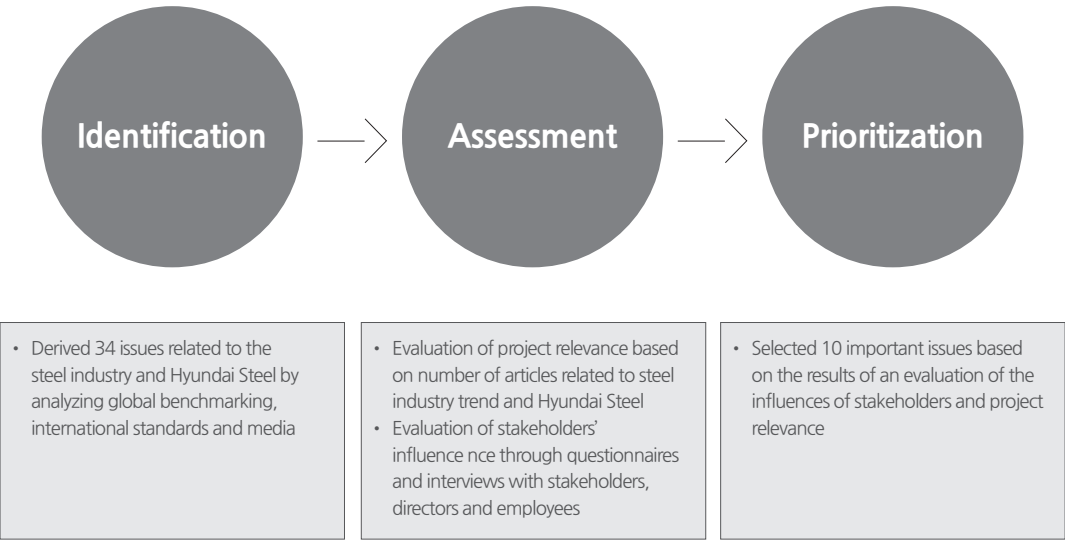 Identification
Assessment
Prioritization
• Derived 34 issues related to the
steel industry and Hyundai Steel by
analyzing global benchmarking,
international standards and media
• Evaluation of project relevance based
on number of articles related to steel
industry trend and Hyundai Steel
• Evaluation of stakeholders’
influence nce through questionnaires
and interviews with stakeholders,
directors and employees
• Selected 10 important issues based
on the results of an evaluation of the
influences of stakeholders and project
relevance